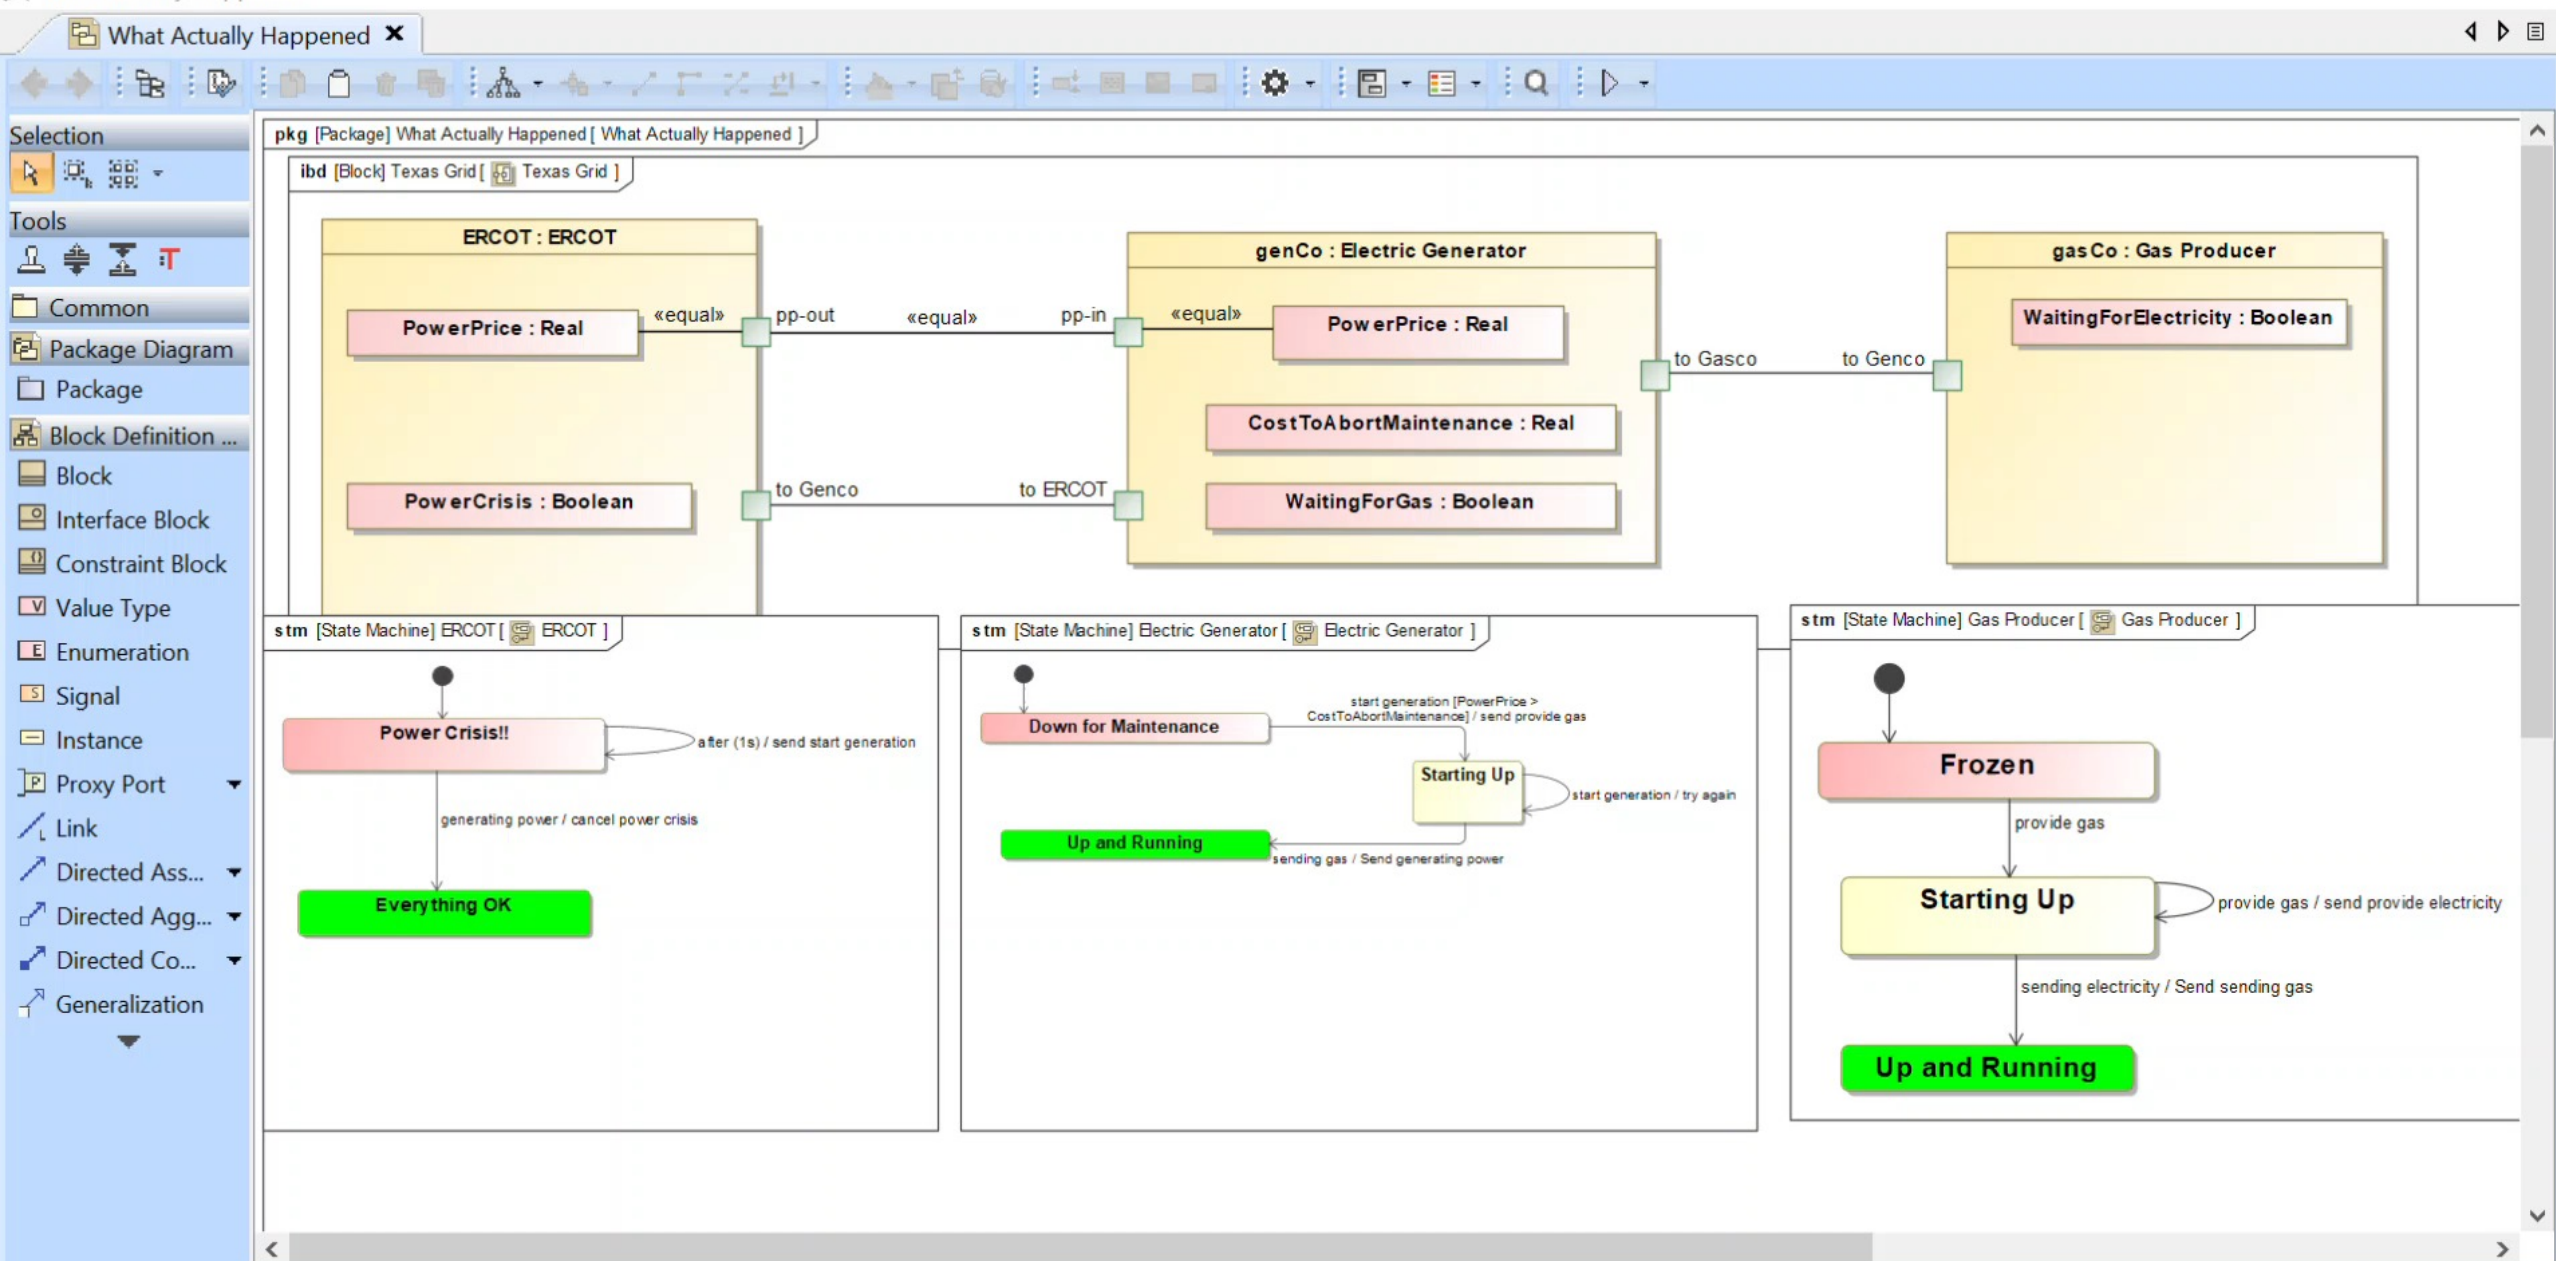 What Actually Happened
Selection
Tools
Common
Package Diagram
Package
Block Definition ...
Block
Interface Block
Constraint Block
Value Type
Enumeration
Signal
Instance
Proxy Port
Link
Directed Ass...
Directed Agg...
Directed Co...
Generalization
pkg [Package] What Actually Happened [ What Actually Happened ]
ibd [Block] Texas Grid [ Texas Grid ]
ERCOT : ERCOT
PowerPrice : Real
«equal»
pp-out
«equal»
pp-in
PowerCrisis : Boolean
to Genco
to ERCOT
genCo : Electric Generator
«equal»
PowerPrice : Real
CostToAbortMaintenance : Real
WaitingForGas : Boolean
to Gasco
to Genco
gasCo : Gas Producer
WaitingForElectricity : Boolean
stm [State Machine] ERCOT [ ERCOT ]
Power Crisis!!
after (1s) / send start generation
generating power / cancel power crisis
Everything OK
stm [State Machine] Electric Generator [ Electric Generator ]
Down for Maintenance
start generation [PowerPrice >
CostToAbortMaintenance] / send provide gas
Starting Up
start generation / try again
Up and Running
sending gas / Send generating power
stm [State Machine] Gas Producer [ Gas Producer ]
Frozen
provide gas
Starting Up
provide gas / send provide electricity
sending electricity / Send sending gas
Up and Running